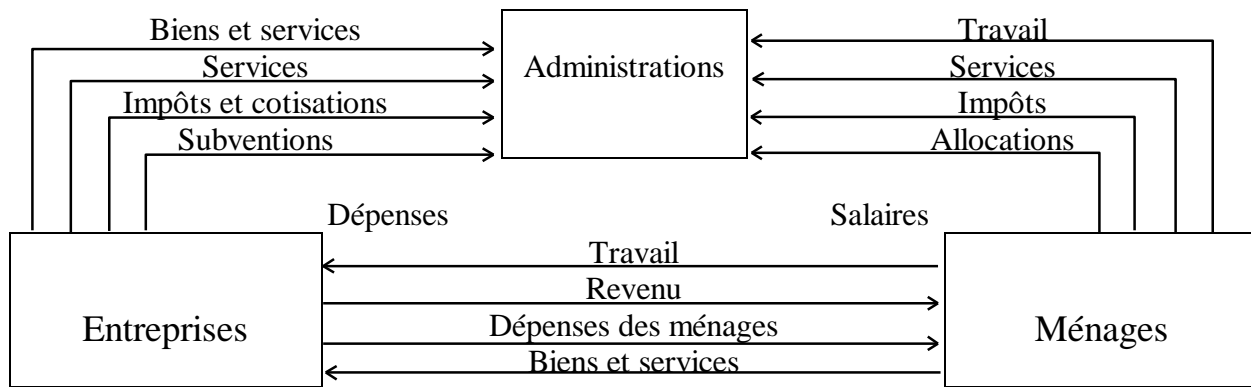 Biens et services
Services
Impôts et cotisations
Subventions
Administrations
Travail
Services
Impôts
Allocations
Dépenses
Salaires
Travail
Revenu
Dépenses des ménages
Biens et services
Entreprises
Ménages